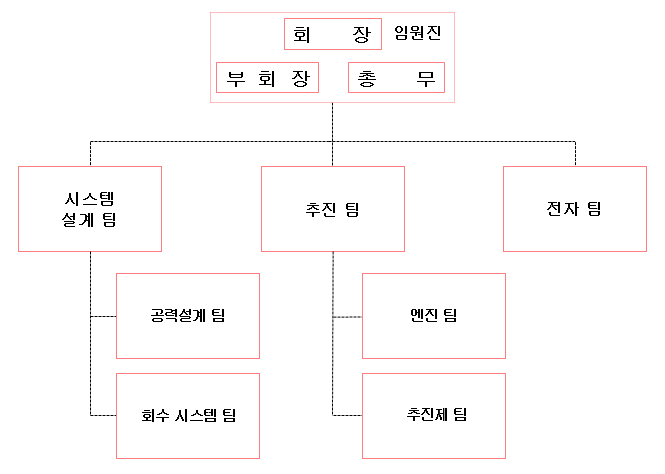 회 장 임원진
부 회 장 총 무
시스템
설계 팀
추진 팀
전자 팀
공력설계 팀
엔진 팀
회수 시스템 팀
추진제 팀